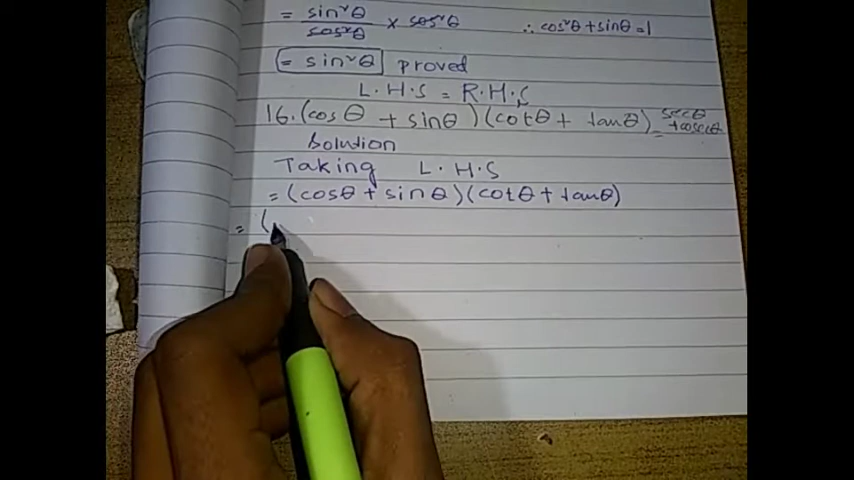 = sin²θ/cos²θ × cos²θ ∴ cos²θ + sinθ = 1
= sin²θ proved
L.H.S = R.H.S
16. (cosθ + sinθ)(cotθ + tanθ) = secθ + cosecθ
Solution
Taking L.H.S
= (cosθ + sinθ)(cotθ + tanθ)
= (